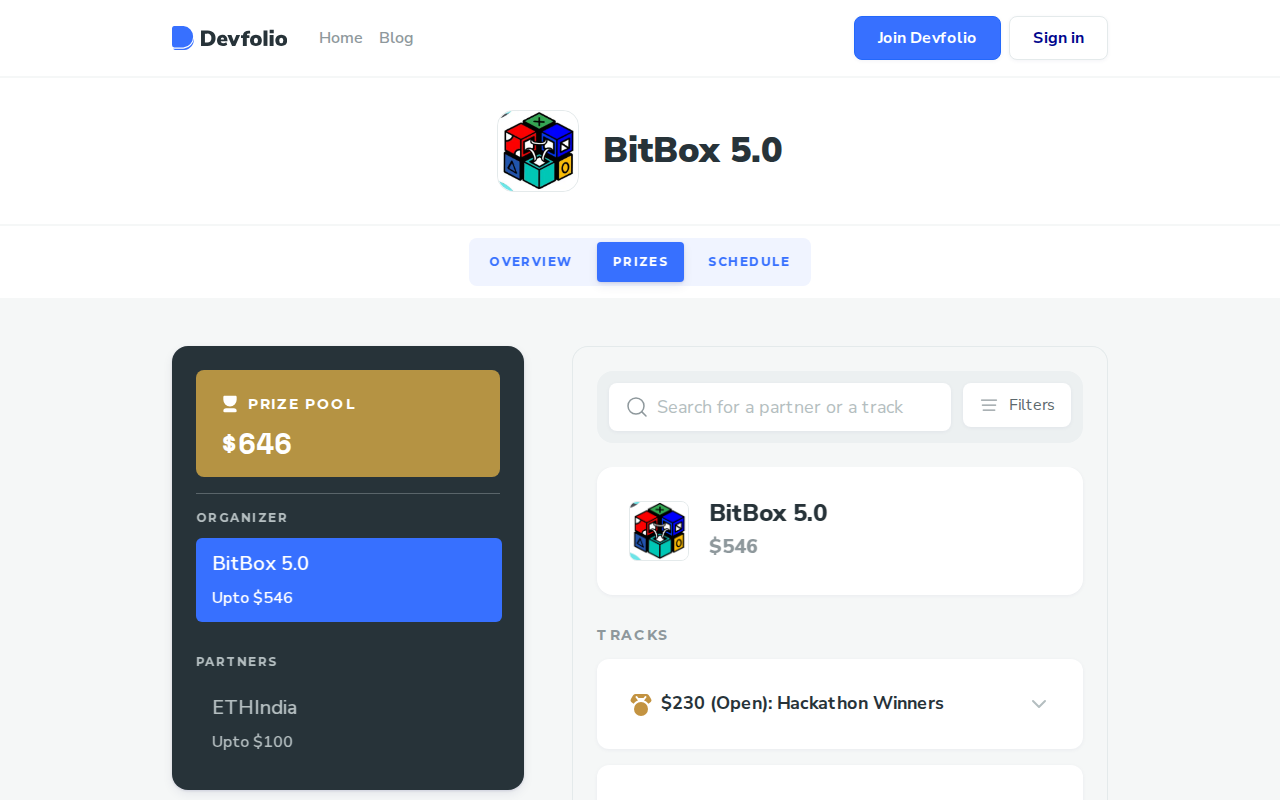 Devfolio
Home
Blog
Join Devfolio
Sign in
BitBox 5.0
OVERVIEW
PRIZES
SCHEDULE
PRIZE POOL
$646
ORGANIZER
BitBox 5.0
Upto $546
PARTNERS
ETHIndia
Upto $100
Search for a partner or a track
Filters
BitBox 5.0
$546
TRACKS
$230 (Open): Hackathon Winners